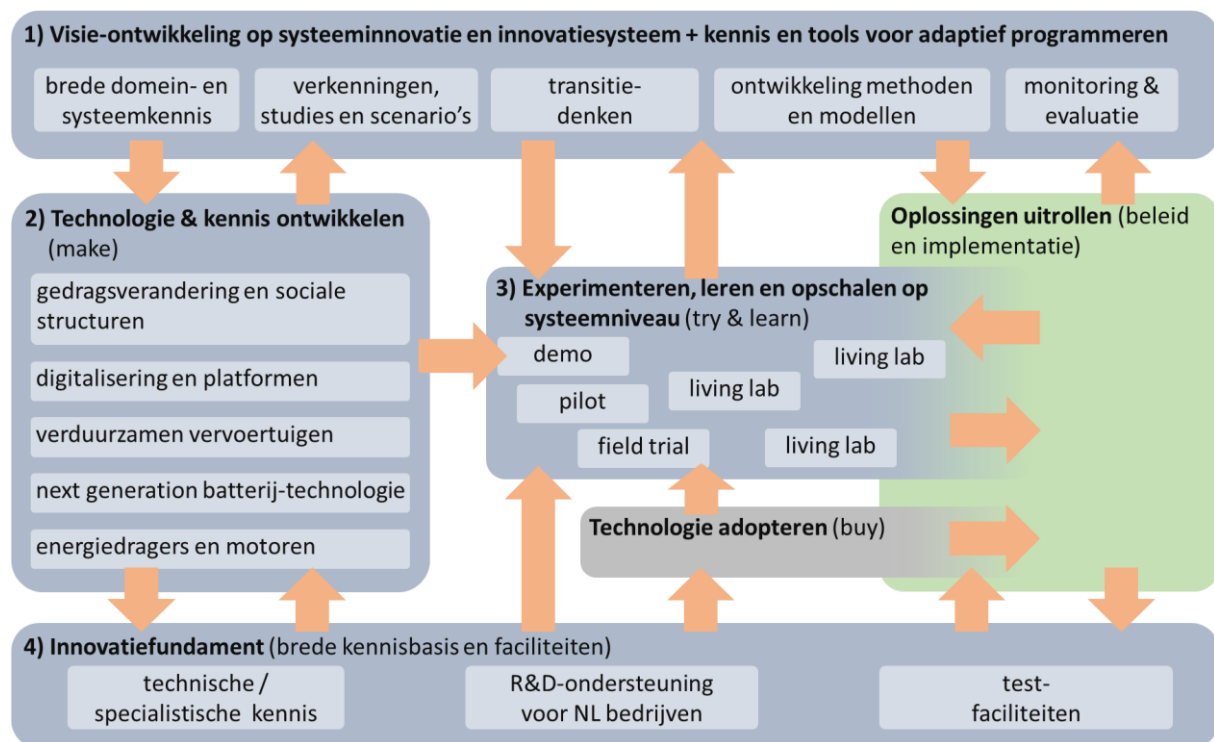 1) Visie-ontwikkeling op systeeminnovatie en innovatiesysteem + kennis en tools voor adaptief programmeren
brede domein- en
systeemkennis
verkenningen,
studies en scenario's
transitie-
denken
ontwikkeling methoden
en modellen
monitoring &
evaluatie
2) Technologie & kennis ontwikkelen
(make)
gedragsverandering en sociale
structuren
digitalisering en platformen
verduurzamen vervoertuigen
next generation batterij-technologie
energiedragers en motoren
3) Experimenteren, leren en opschalen op
systeemniveau (try & learn)
demo
living lab
pilot
living lab
field trial
living lab
Oplossingen uitrollen (beleid
en implementatie)
Technologie adopteren (buy)
4) Innovatiefundament (brede kennisbasis en faciliteiten)
technische /
specialistische kennis
R&D-ondersteuning
voor NL bedrijven
test-
faciliteiten